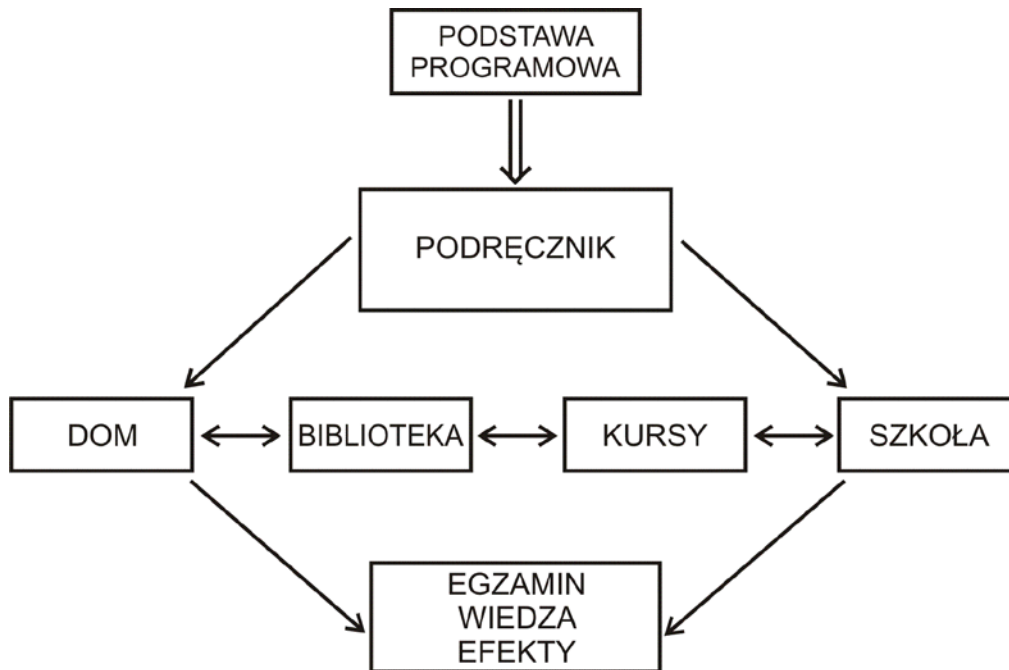 PODSTAWA
PROGRAMOWA
PODRĘCZNIK
DOM
BIBLIOTEKA
KURSY
SZKOŁA
EGZAMIN
WIEDZA
EFEKTY